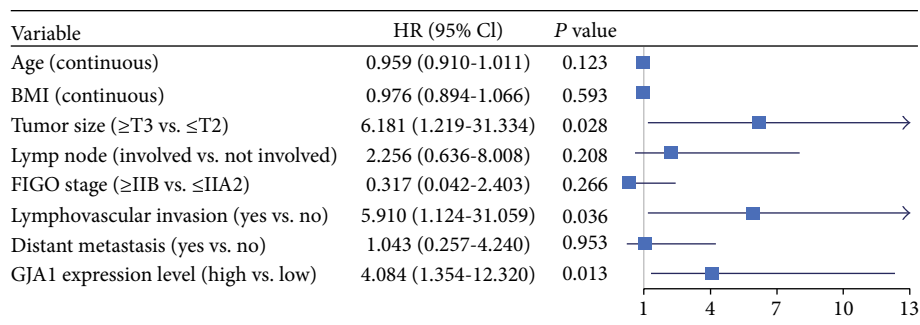 Variable HR (95% Cl) P value
Age (continuous) 0.959 (0.910-1.011) 0.123
BMI (continuous) 0.976 (0.894-1.066) 0.593
Tumor size (≥T3 vs. ≤T2) 6.181 (1.219-31.334) 0.028
Lymp node (involved vs. not involved) 2.256 (0.636-8.008) 0.208
FIGO stage (≥IIB vs. ≤IIA2) 0.317 (0.042-2.403) 0.266
Lymphovascular invasion (yes vs. no) 5.910 (1.124-31.059) 0.036
Distant metastasis (yes vs. no) 1.043 (0.257-4.240) 0.953
GJA1 expression level (high vs. low) 4.084 (1.354-12.320) 0.013
1 4 7 10 13